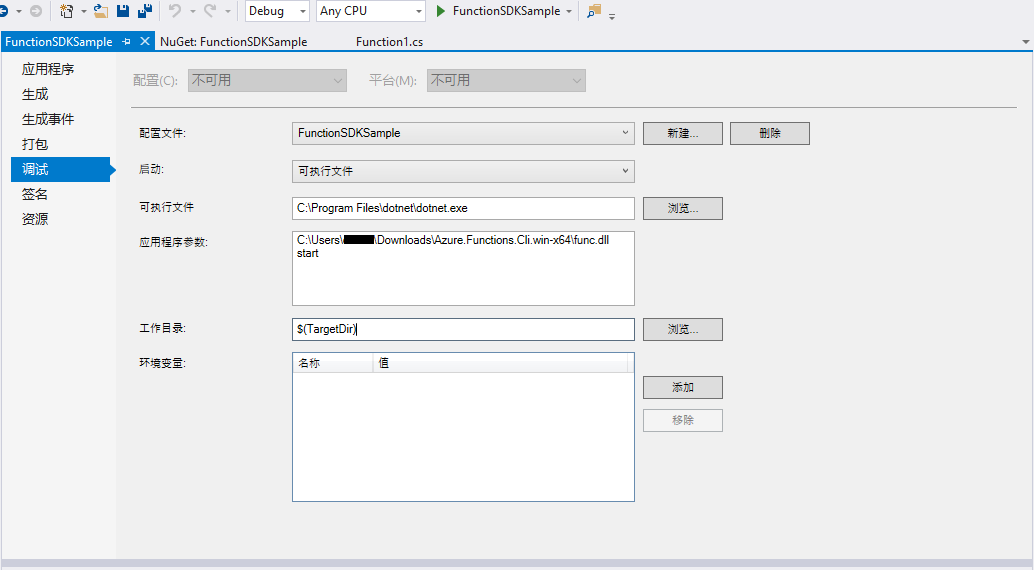 Debug Any CPU FunctionSDKSample
FunctionSDKSample NuGet: FunctionSDKSample Function1.cs
应用程序
生成
生成事件
打包
调试
签名
资源
配置(C): 不可用 平台(M): 不可用
配置文件: FunctionSDKSample 新建... 删除
启动: 可执行文件
可执行文件 C:\Program Files\dotnet\dotnet.exe 浏览...
应用程序参数: C:\Users\ \Downloads\Azure.Functions.Cli.win-x64\func.dll
start
工作目录: $(TargetDir) 浏览...
环境变量: 名称 值
添加
移除